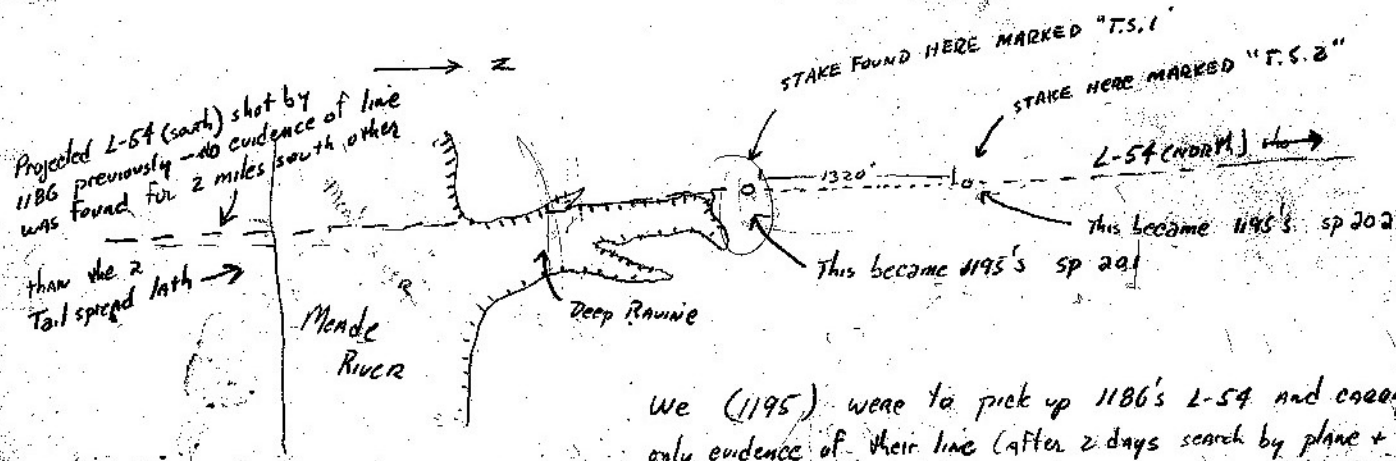 Projected L-54 (south) shot by
1186 previously - no evidence of line
was found for 2 miles south other
than the 2
Tail spread lath
N
STAKE FOUND HERE MARKED "T.S.1"
STAKE HERE MARKED "T.S.2"
L-54 (NORTH)
1320'
This became 1195's sp 202
This became 1195's sp 201
Deep Ravine
Meade
River
We (1195) were to pick up 1186's L-54 and
only evidence of their line (after 2 days search by plane +